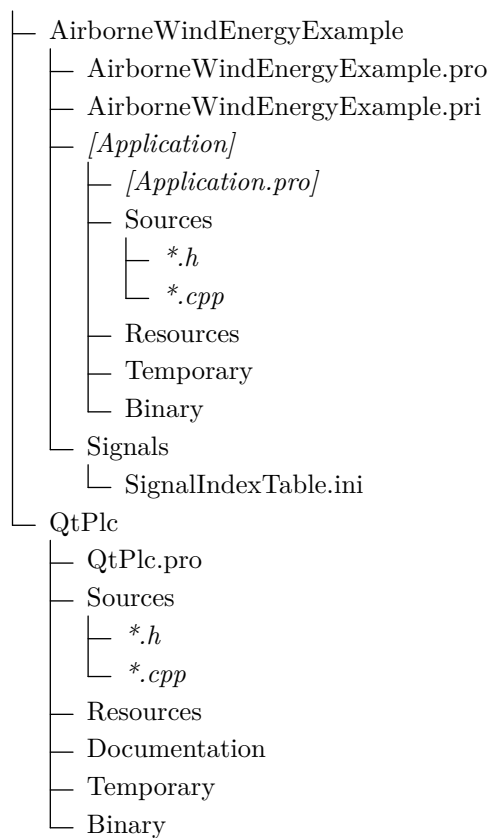 AirborneWindEnergyExample
AirborneWindEnergyExample.pro
AirborneWindEnergyExample.pri
[Application]
[Application.pro]
Sources
*.h
*.cpp
Resources
Temporary
Binary
Signals
SignalIndexTable.ini
QtPlc
QtPlc.pro
Sources
*.h
*.cpp
Resources
Documentation
Temporary
Binary